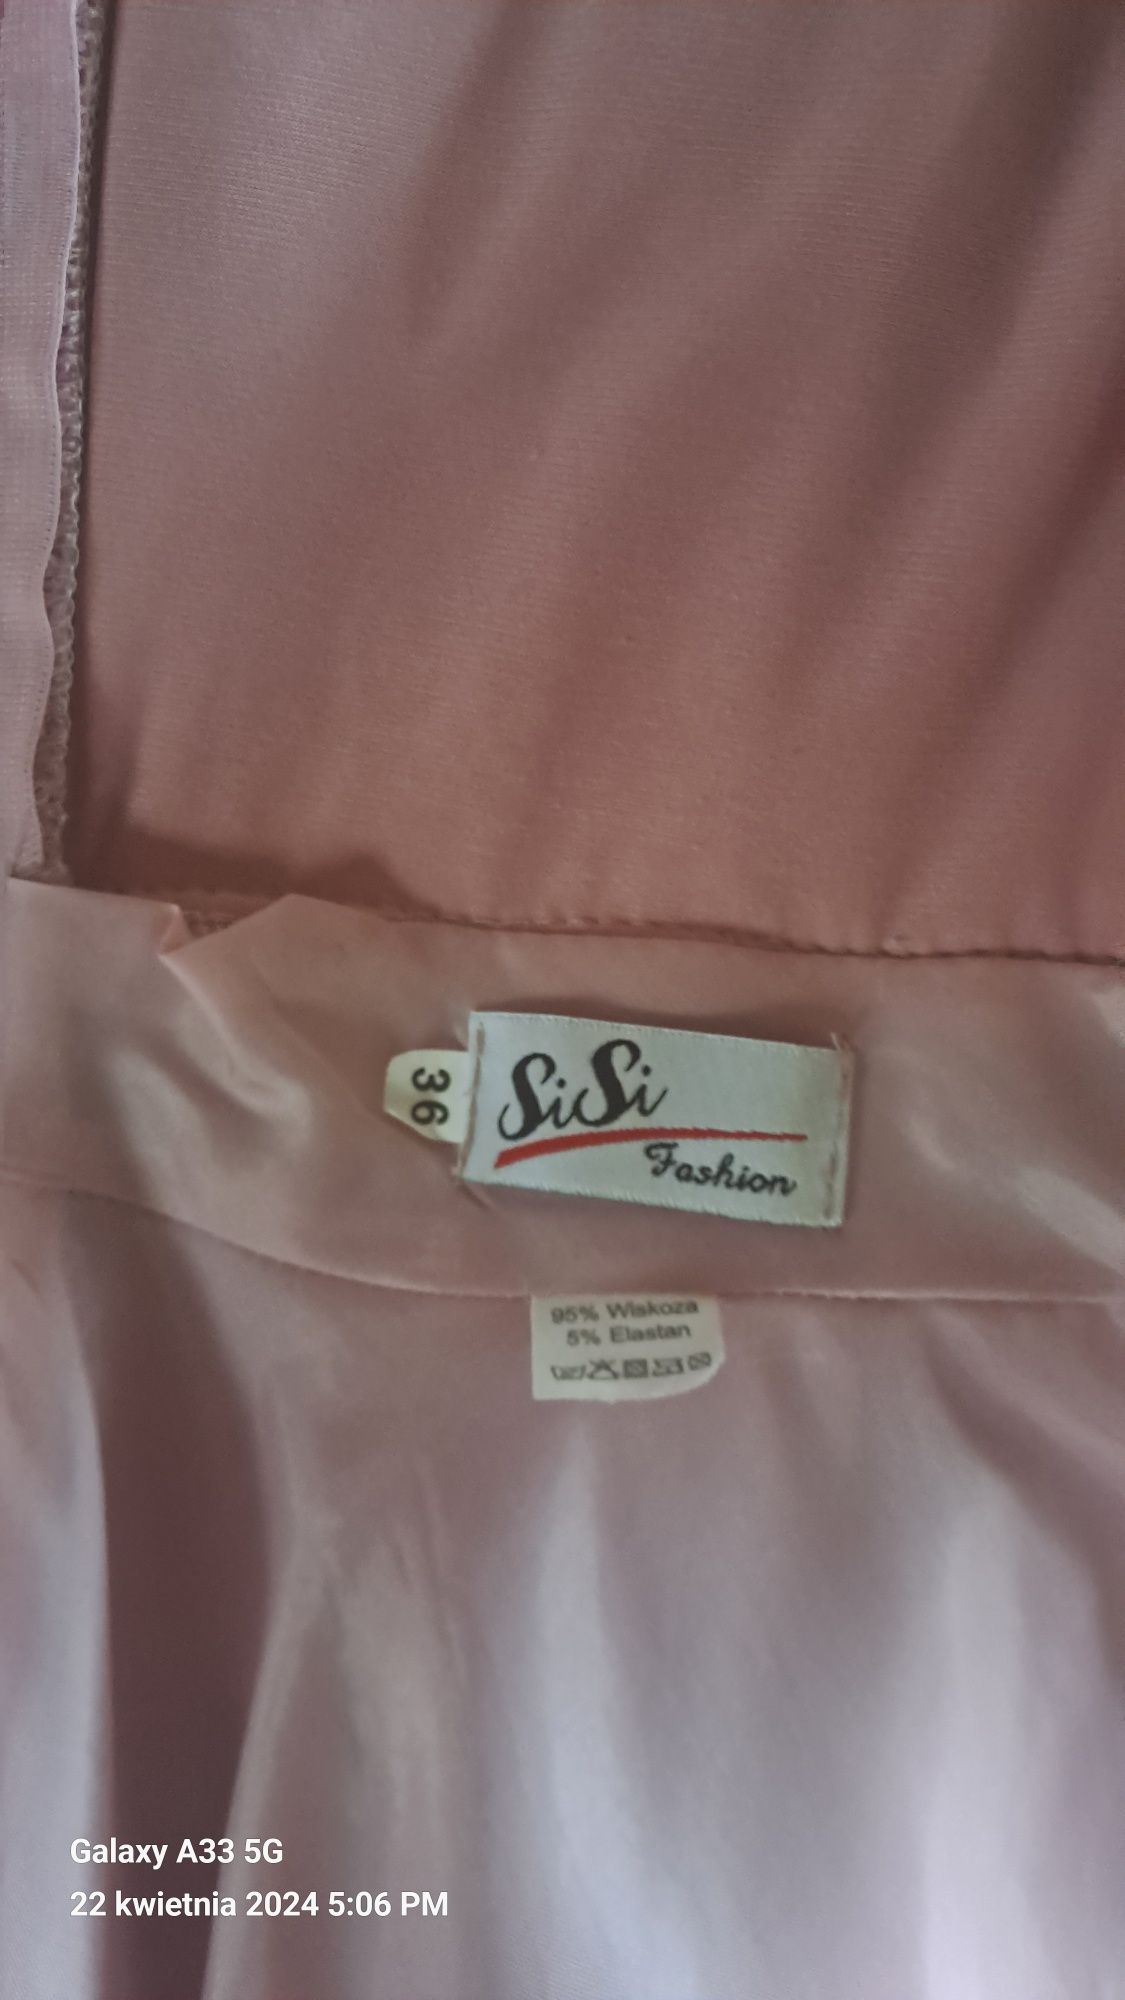 36
SiSi
Fashion
95% Wiskoza
5% Elastan
Galaxy A33 5G
22 kwietnia 2024 5:06 PM